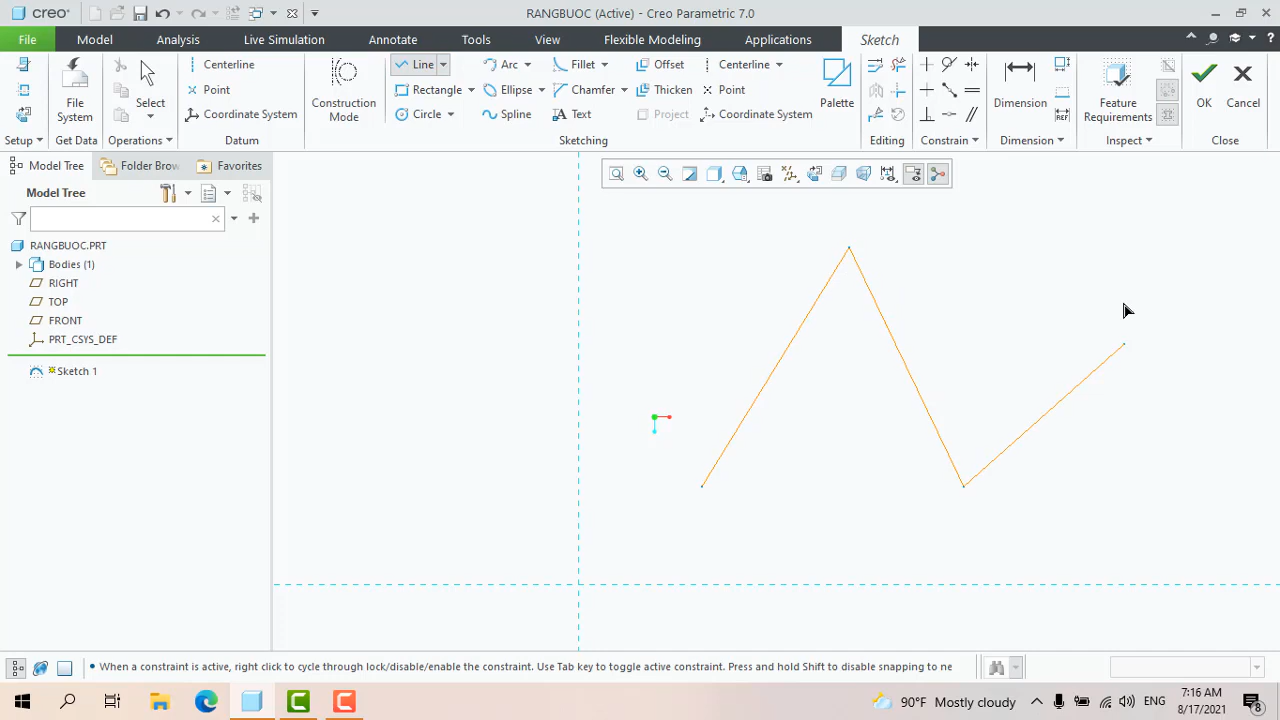 creo® RANGBUOC (Active) - Creo Parametric 7.0
File Model Analysis Live Simulation Annotate Tools View Flexible Modeling Applications Sketch
Centerline Line Arc Fillet Offset Centerline
Point Rectangle Ellipse Chamfer Thicken Point
File System Select Coordinate System Construction Mode Circle Spline Text Project Coordinate System Palette Dimension Feature Requirements OK Cancel
Setup Get Data Operations Datum Sketching Editing Constrain Dimension Inspect Close
Model Tree Folder Brow Favorites
Model Tree
RANGBUOC.PRT
Bodies (1)
RIGHT
TOP
FRONT
PRT_CSYS_DEF
Sketch 1
• When a constraint is active, right click to cycle through lock/disable/enable the constraint. Use Tab key to toggle active constraint. Press and hold Shift to disable snapping to ne
90°F Mostly cloudy ENG 7:16 AM
8/17/2021 8